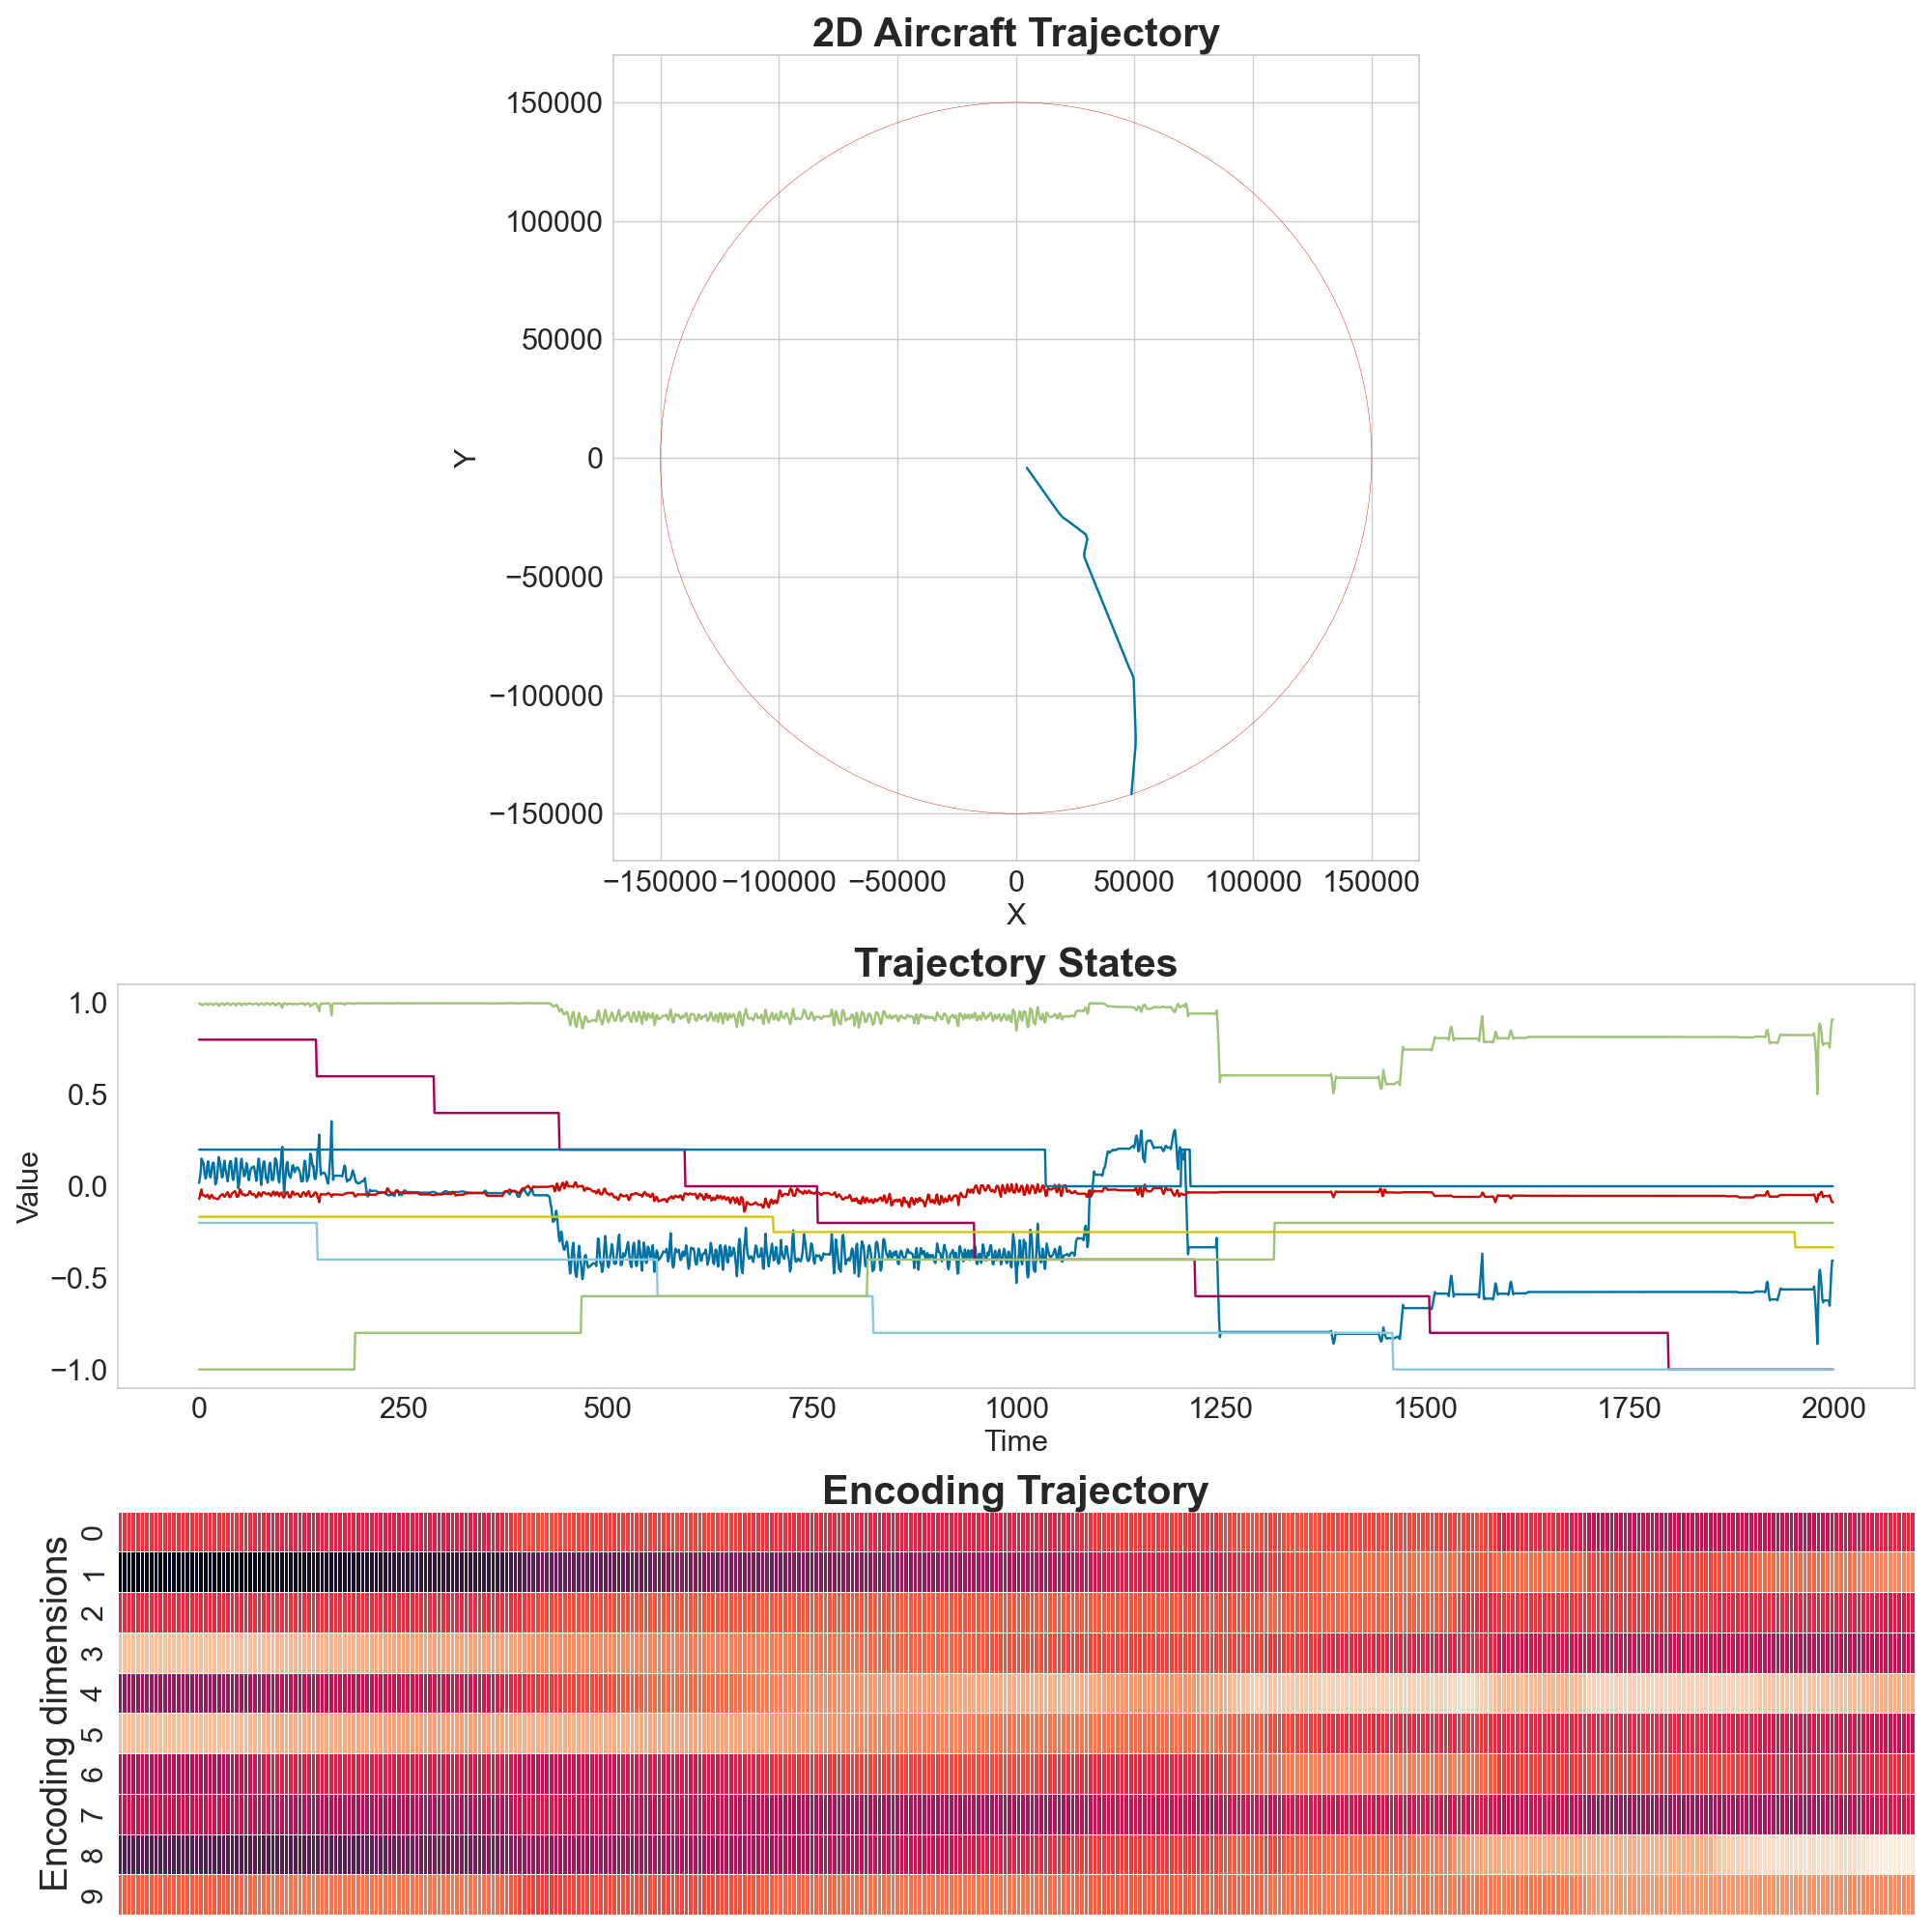 2D Aircraft Trajectory
150000
100000
50000
0
−50000
−100000
−150000
Y
−150000 −100000 −50000 0 50000 100000 150000
X
Trajectory States
1.0
0.5
0.0
−0.5
−1.0
Value
0 250 500 750 1000 1250 1500 1750 2000
Time
Encoding Trajectory
Encoding dimensions
0
1
2
3
4
5
6
7
8
9